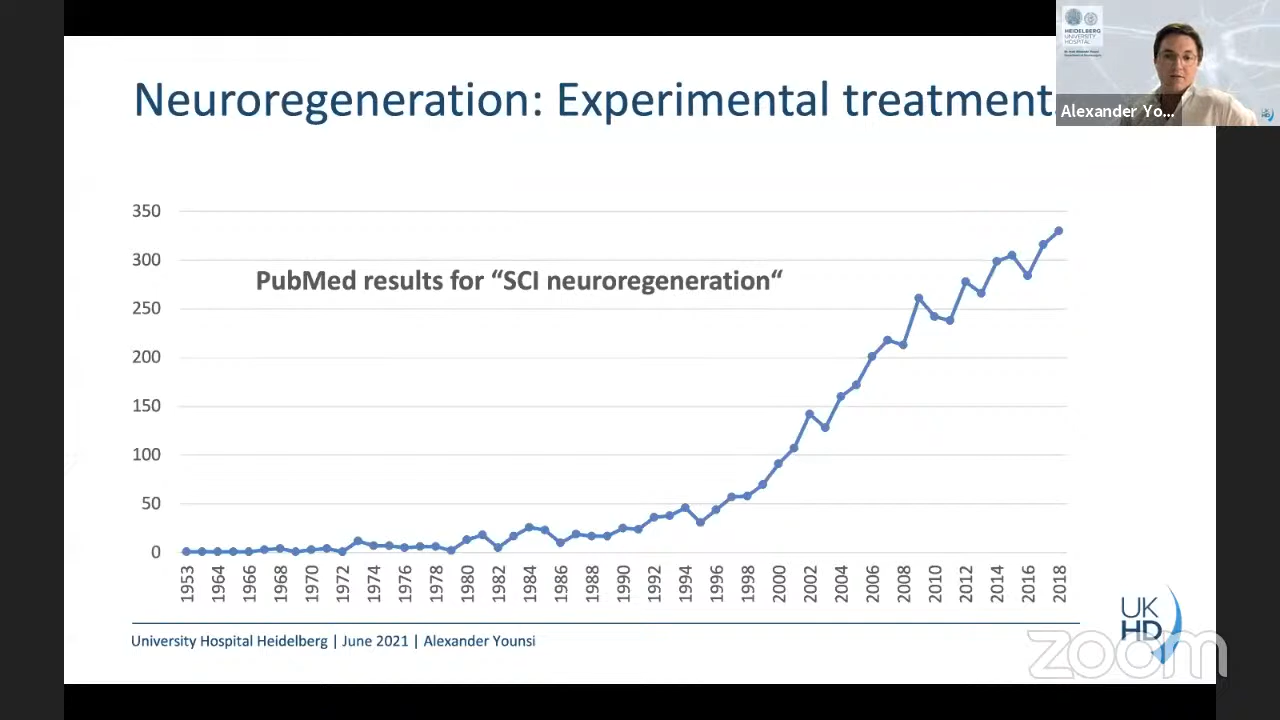 Neuroregeneration: Experimental treatment
HEIDELBERG
UNIVERSITY
HOSPITAL
Alexander Yo...
350
300
250
200
150
100
50
0
PubMed results for “SCI neuroregeneration“
1953 1964 1966 1968 1970 1972 1974 1976 1978 1980 1982 1984 1986 1988 1990 1992 1994 1996 1998 2000 2002 2004 2006 2008 2010 2012 2014 2016 2018
University Hospital Heidelberg | June 2021 | Alexander Younsi
UK
HD
zoom